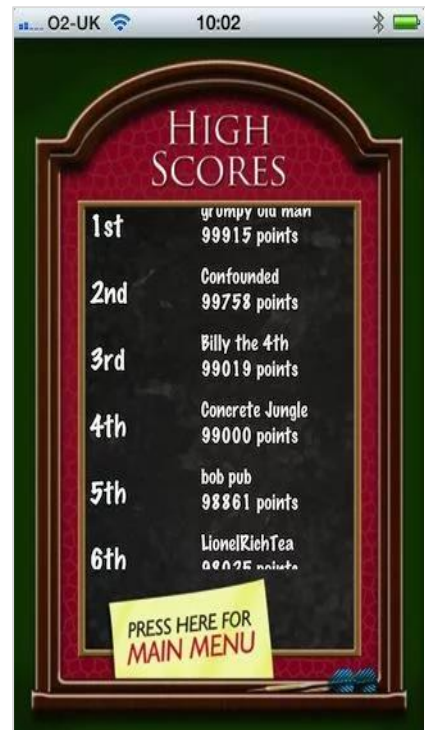 O2-UK 10:02
HIGH
SCORES
1st grumpy old man
99915 points
2nd Confounded
99758 points
3rd Billy the 4th
99019 points
4th Concrete Jungle
99000 points
5th bob pub
98861 points
6th LionelRichTea
98025 points
PRESS HERE FOR
MAIN MENU